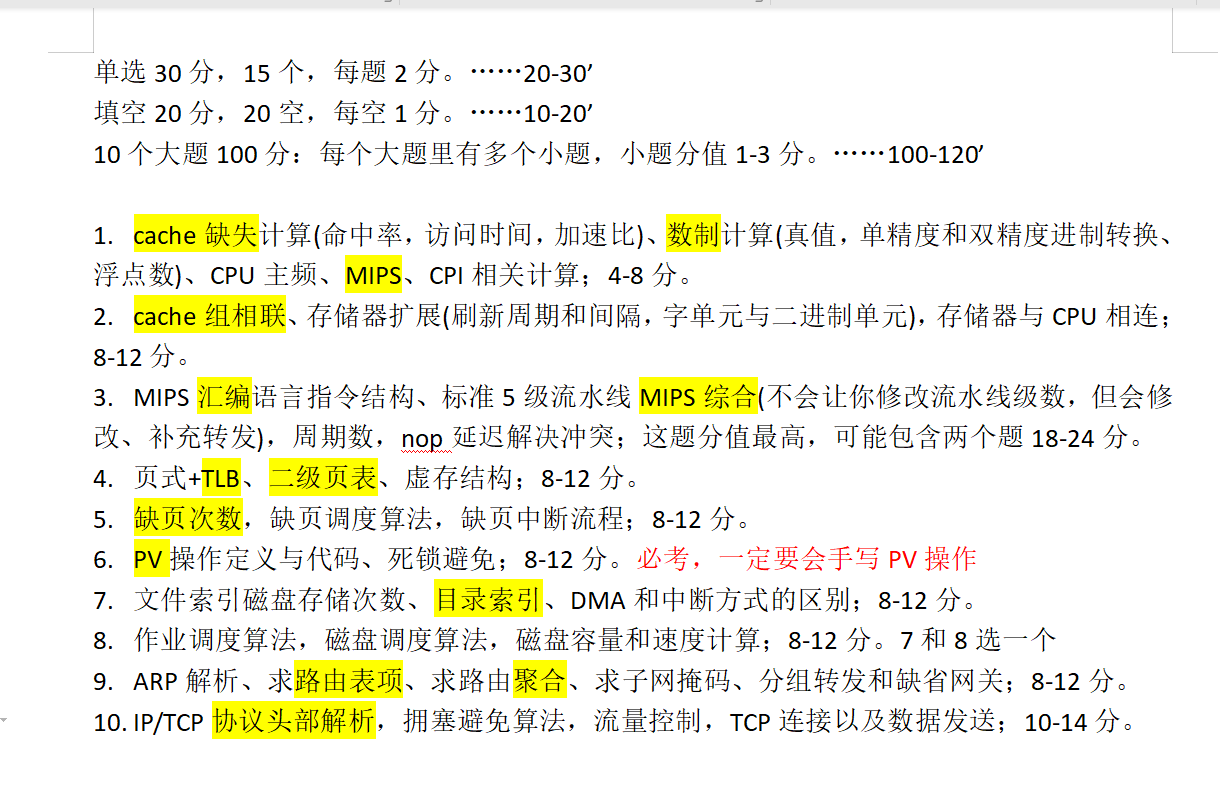 单选 30 分，15 个，每题 2 分。……20-30’
填空 20 分，20 空，每空 1 分。……10-20’
10 个大题 100 分：每个大题里有多个小题，小题分值 1-3 分。……100-120’
1. cache 缺失计算(命中率，访问时间，加速比)、数制计算(真值，单精度和双精度进制转换、
浮点数)、CPU 主频、MIPS、CPI 相关计算；4-8 分。
2. cache 组相联、存储器扩展(刷新周期和间隔，字单元与二进制单元)，存储器与 CPU 相连；
8-12 分。
3. MIPS 汇编语言指令结构、标准 5 级流水线 MIPS 综合(不会让你修改流水线级数，但会修
改、补充转发)，周期数，nop 延迟解决冲突；这题分值最高，可能包含两个题 18-24 分。
4. 页式+TLB、二级页表、虚存结构；8-12 分。
5. 缺页次数，缺页调度算法，缺页中断流程；8-12 分。
6. PV 操作定义与代码、死锁避免；8-12 分。必考，一定要会手写 PV 操作
7. 文件索引磁盘存储次数、目录索引、DMA 和中断方式的区别；8-12 分。
8. 作业调度算法，磁盘调度算法，磁盘容量和速度计算；8-12 分。7 和 8 选一个
9. ARP 解析、求路由表项、求路由聚合、求子网掩码、分组转发和缺省网关；8-12 分。
10. IP/TCP 协议头部解析，拥塞避免算法，流量控制，TCP 连接以及数据发送；10-14 分。